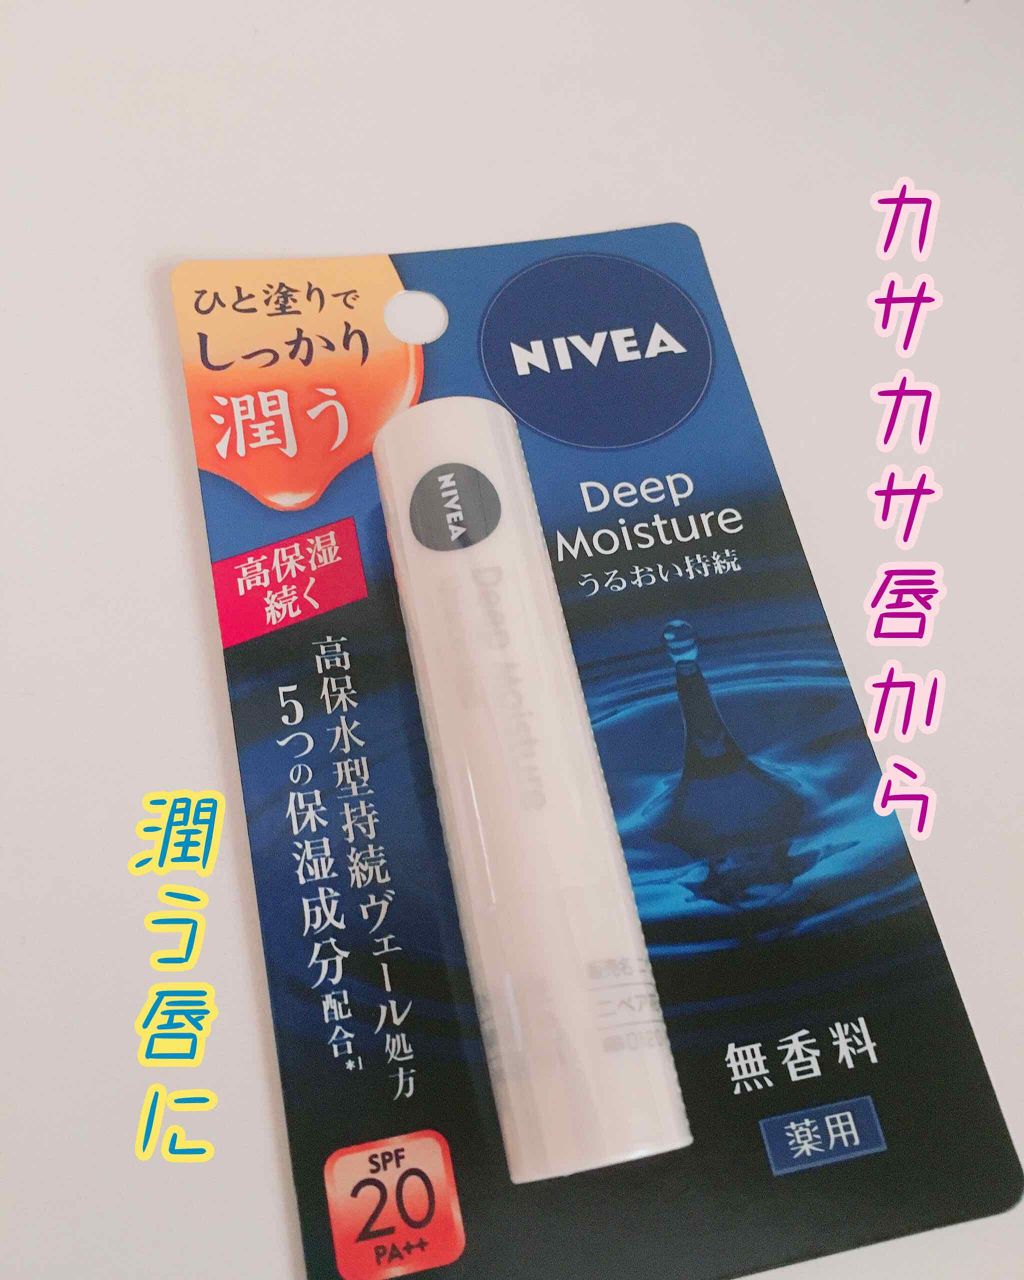 カサカサ唇から
潤う唇に
ひと塗りで
しっかり
潤う
NIVEA
Deep
Moisture
うるおい持続
高保湿
続く
高保水型持続ヴェール処方
5つの保湿成分配合*1
NIVEA
Deep Moisture
無香料
薬用
SPF
20
PA++